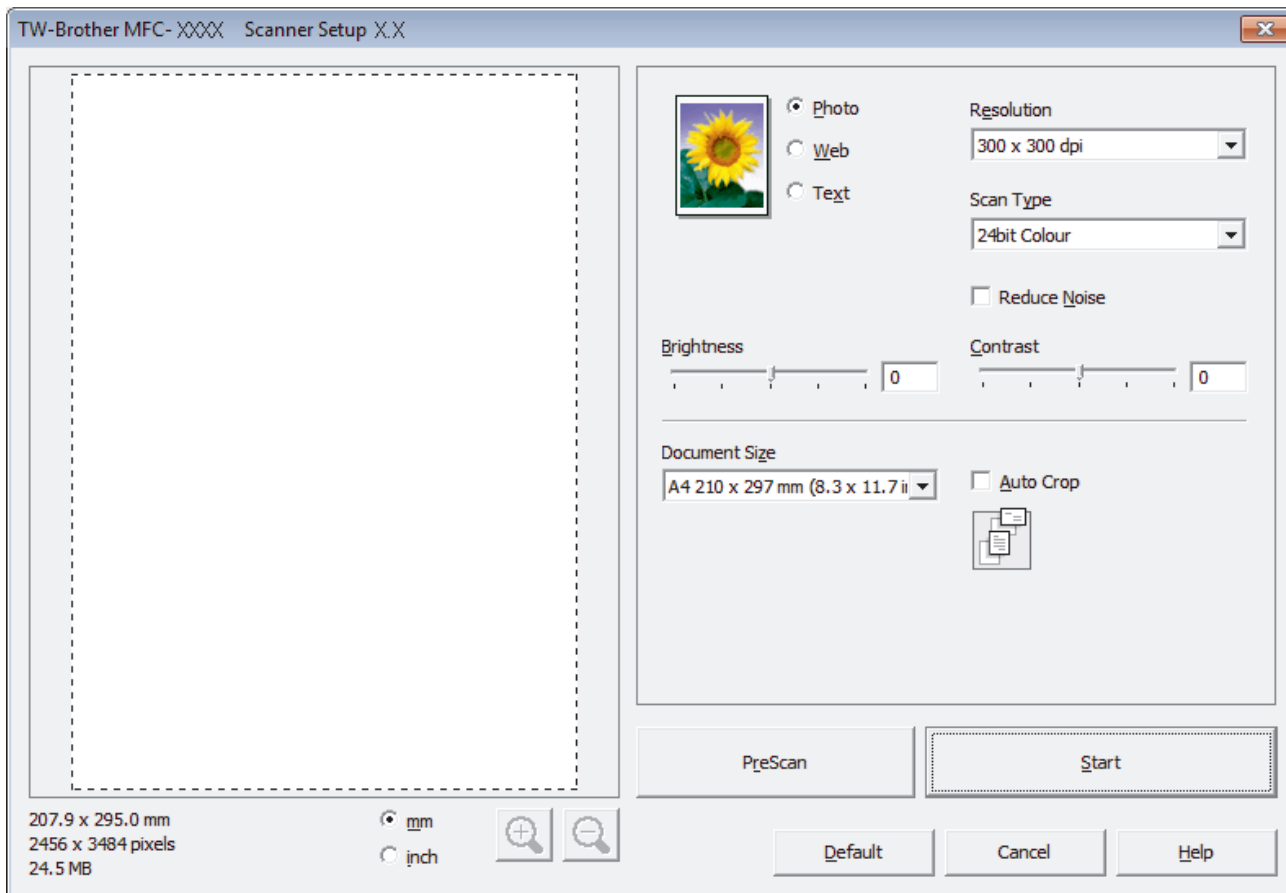 TW-Brother MFC- XXXX Scanner Setup X.X
Photo
Web
Text
Resolution
300 x 300 dpi
Scan Type
24bit Colour
Reduce Noise
Brightness
0
Contrast
0
Document Size
A4 210 x 297 mm (8.3 x 11.7 i
Auto Crop
PreScan
Start
207.9 x 295.0 mm
2456 x 3484 pixels
24.5 MB
mm
inch
Default
Cancel
Help